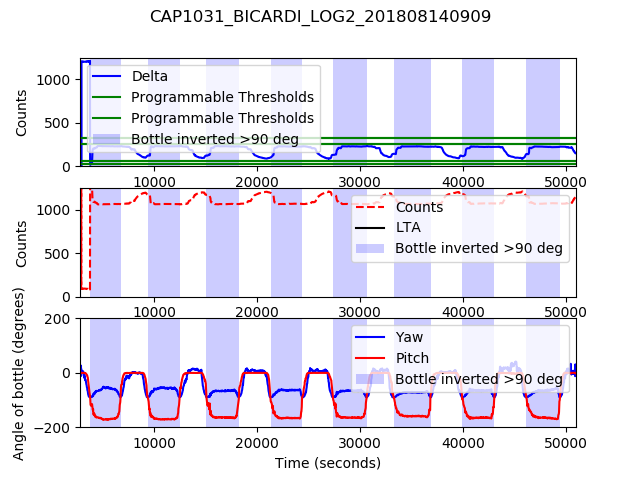 CAP1031_BICARDI_LOG2_201808140909
Counts
1000
500
0
Delta
Programmable Thresholds
Programmable Thresholds
Bottle inverted >90 deg
10000 20000 30000 40000 50000
Counts
1000
500
0
Counts
LTA
Bottle inverted >90 deg
10000 20000 30000 40000 50000
Angle of bottle (degrees)
200
0
−200
Yaw
Pitch
Bottle inverted >90 deg
10000 20000 30000 40000 50000
Time (seconds)